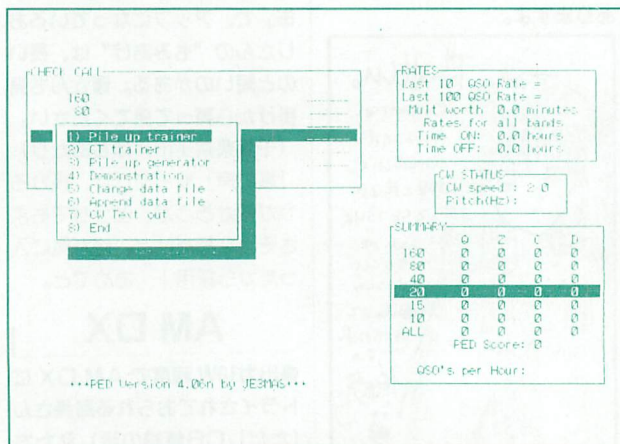 CHECK CALL
160
80
1) Pile up trainer
2) CT trainer
3) Pile up generator
4) Demonstration
5) Change data file
6) Append data file
7) CW Text out
8) End
RATES
Last 10 QSO Rate =
Last 100 QSO Rate =
Mult worth 0.0 minutes
Rates for all bands
Time ON: 0.0 hours
Time OFF: 0.0 hours
CW STATUS
CW speed : 20
Pitch(Hz):
SUMMARY
Q Z C D
160 0 0 0 0
80 0 0 0 0
40 0 0 0 0
20 0 0 0 0
15 0 0 0 0
10 0 0 0 0
ALL 0 0 0 0
PED Score: 0
QSO's per Hour:
•••PED Version 4.06n by JE3MAS•••
AM DX